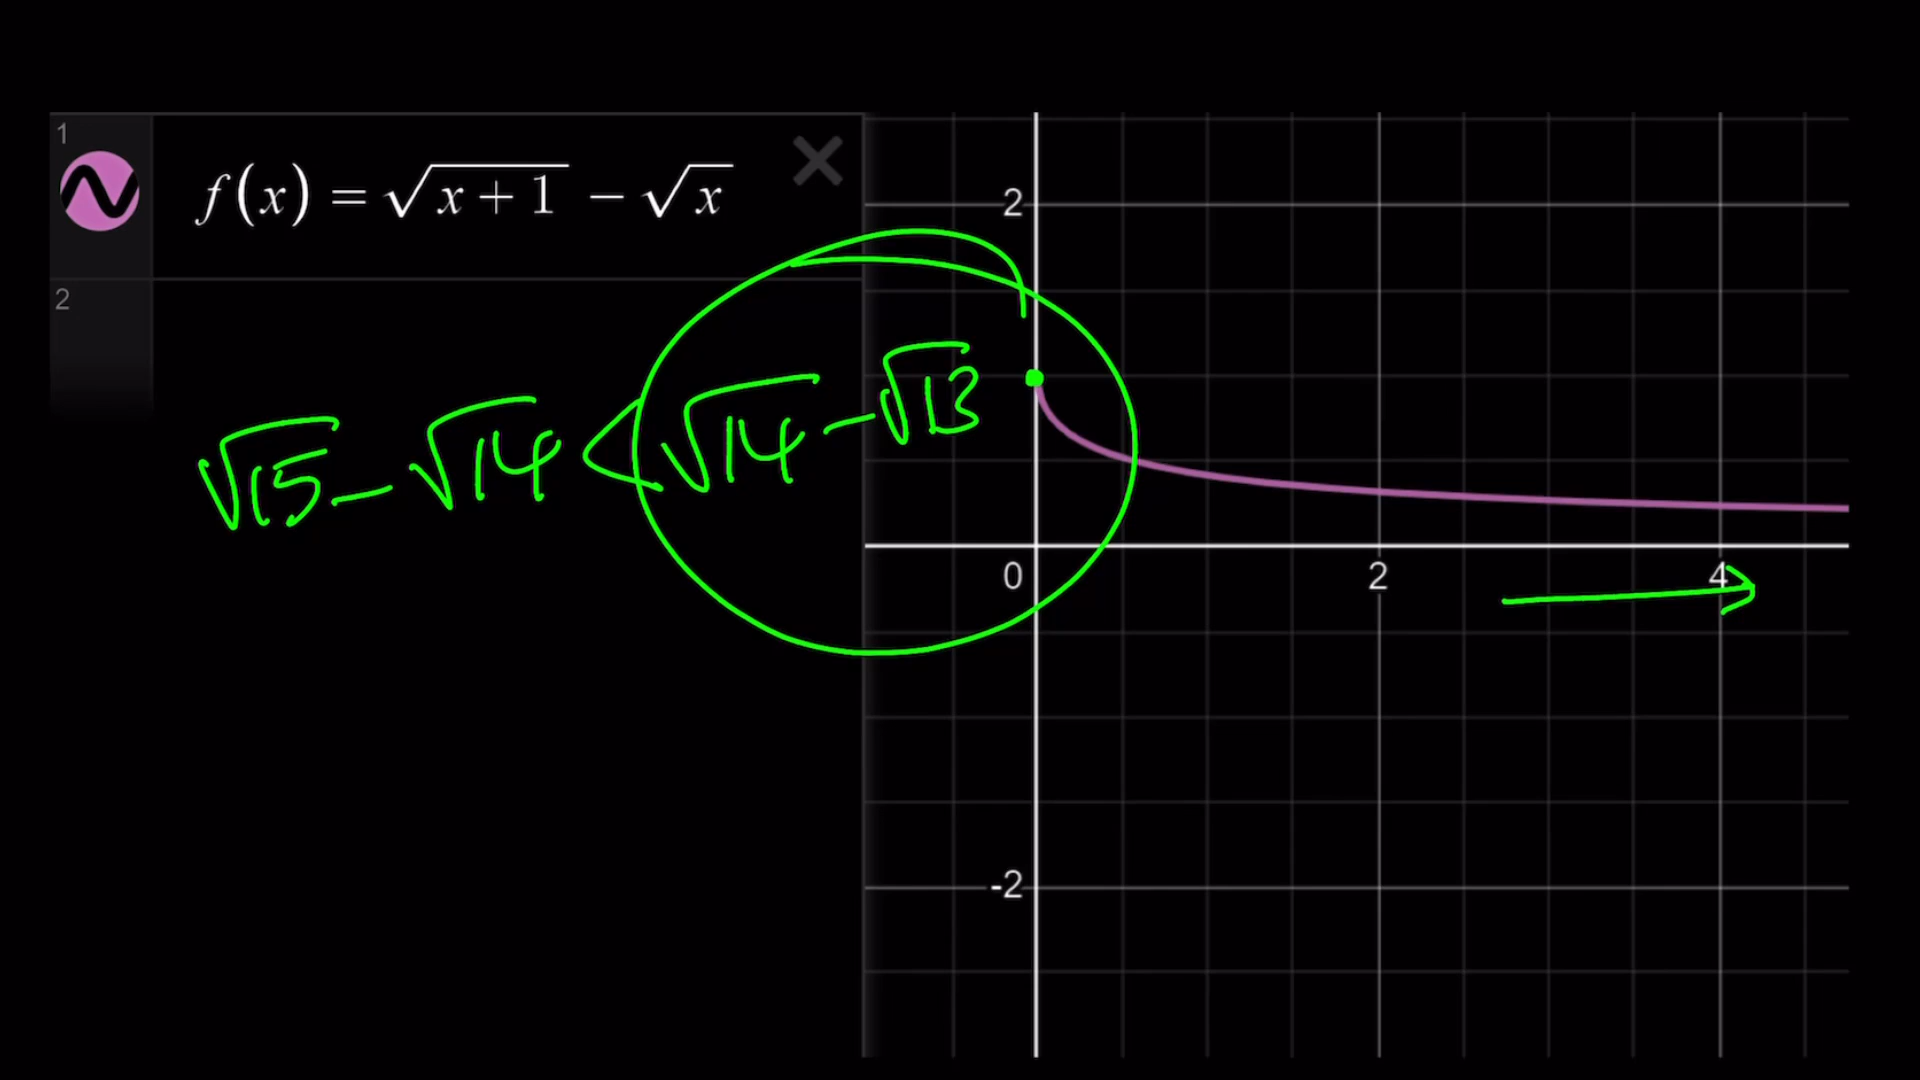 1
f(x) = √(x + 1) − √x
2
2
√15 − √14 < √14 − √13
0 2 4
-2